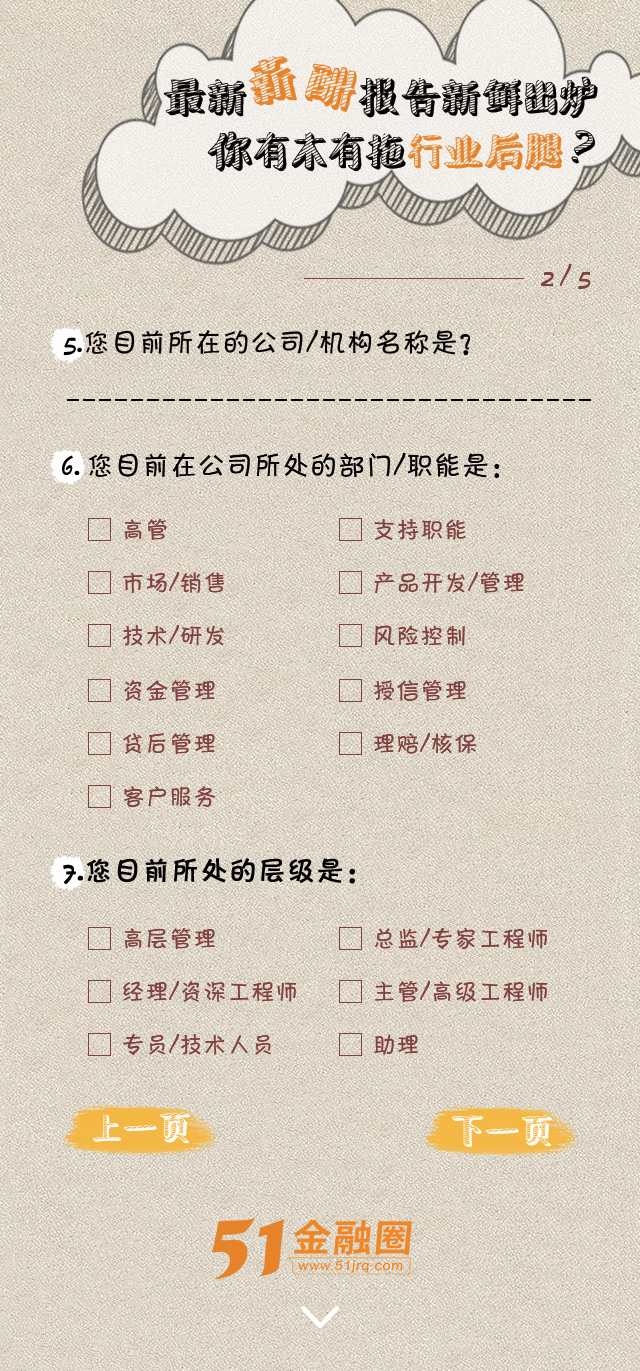 最新薪酬报告新鲜出炉
你有木有拖行业后腿?
2/5
5.您目前所在的公司/机构名称是?
6.您目前在公司所处的部门/职能是:
高管
支持职能
市场/销售
产品开发/管理
技术/研发
风险控制
资金管理
授信管理
贷后管理
理赔/核保
客户服务
7.您目前所处的层级是:
高层管理
总监/专家工程师
经理/资深工程师
主管/高级工程师
专员/技术人员
助理
上一页
下一页
51金融圈
www.51jrq.com